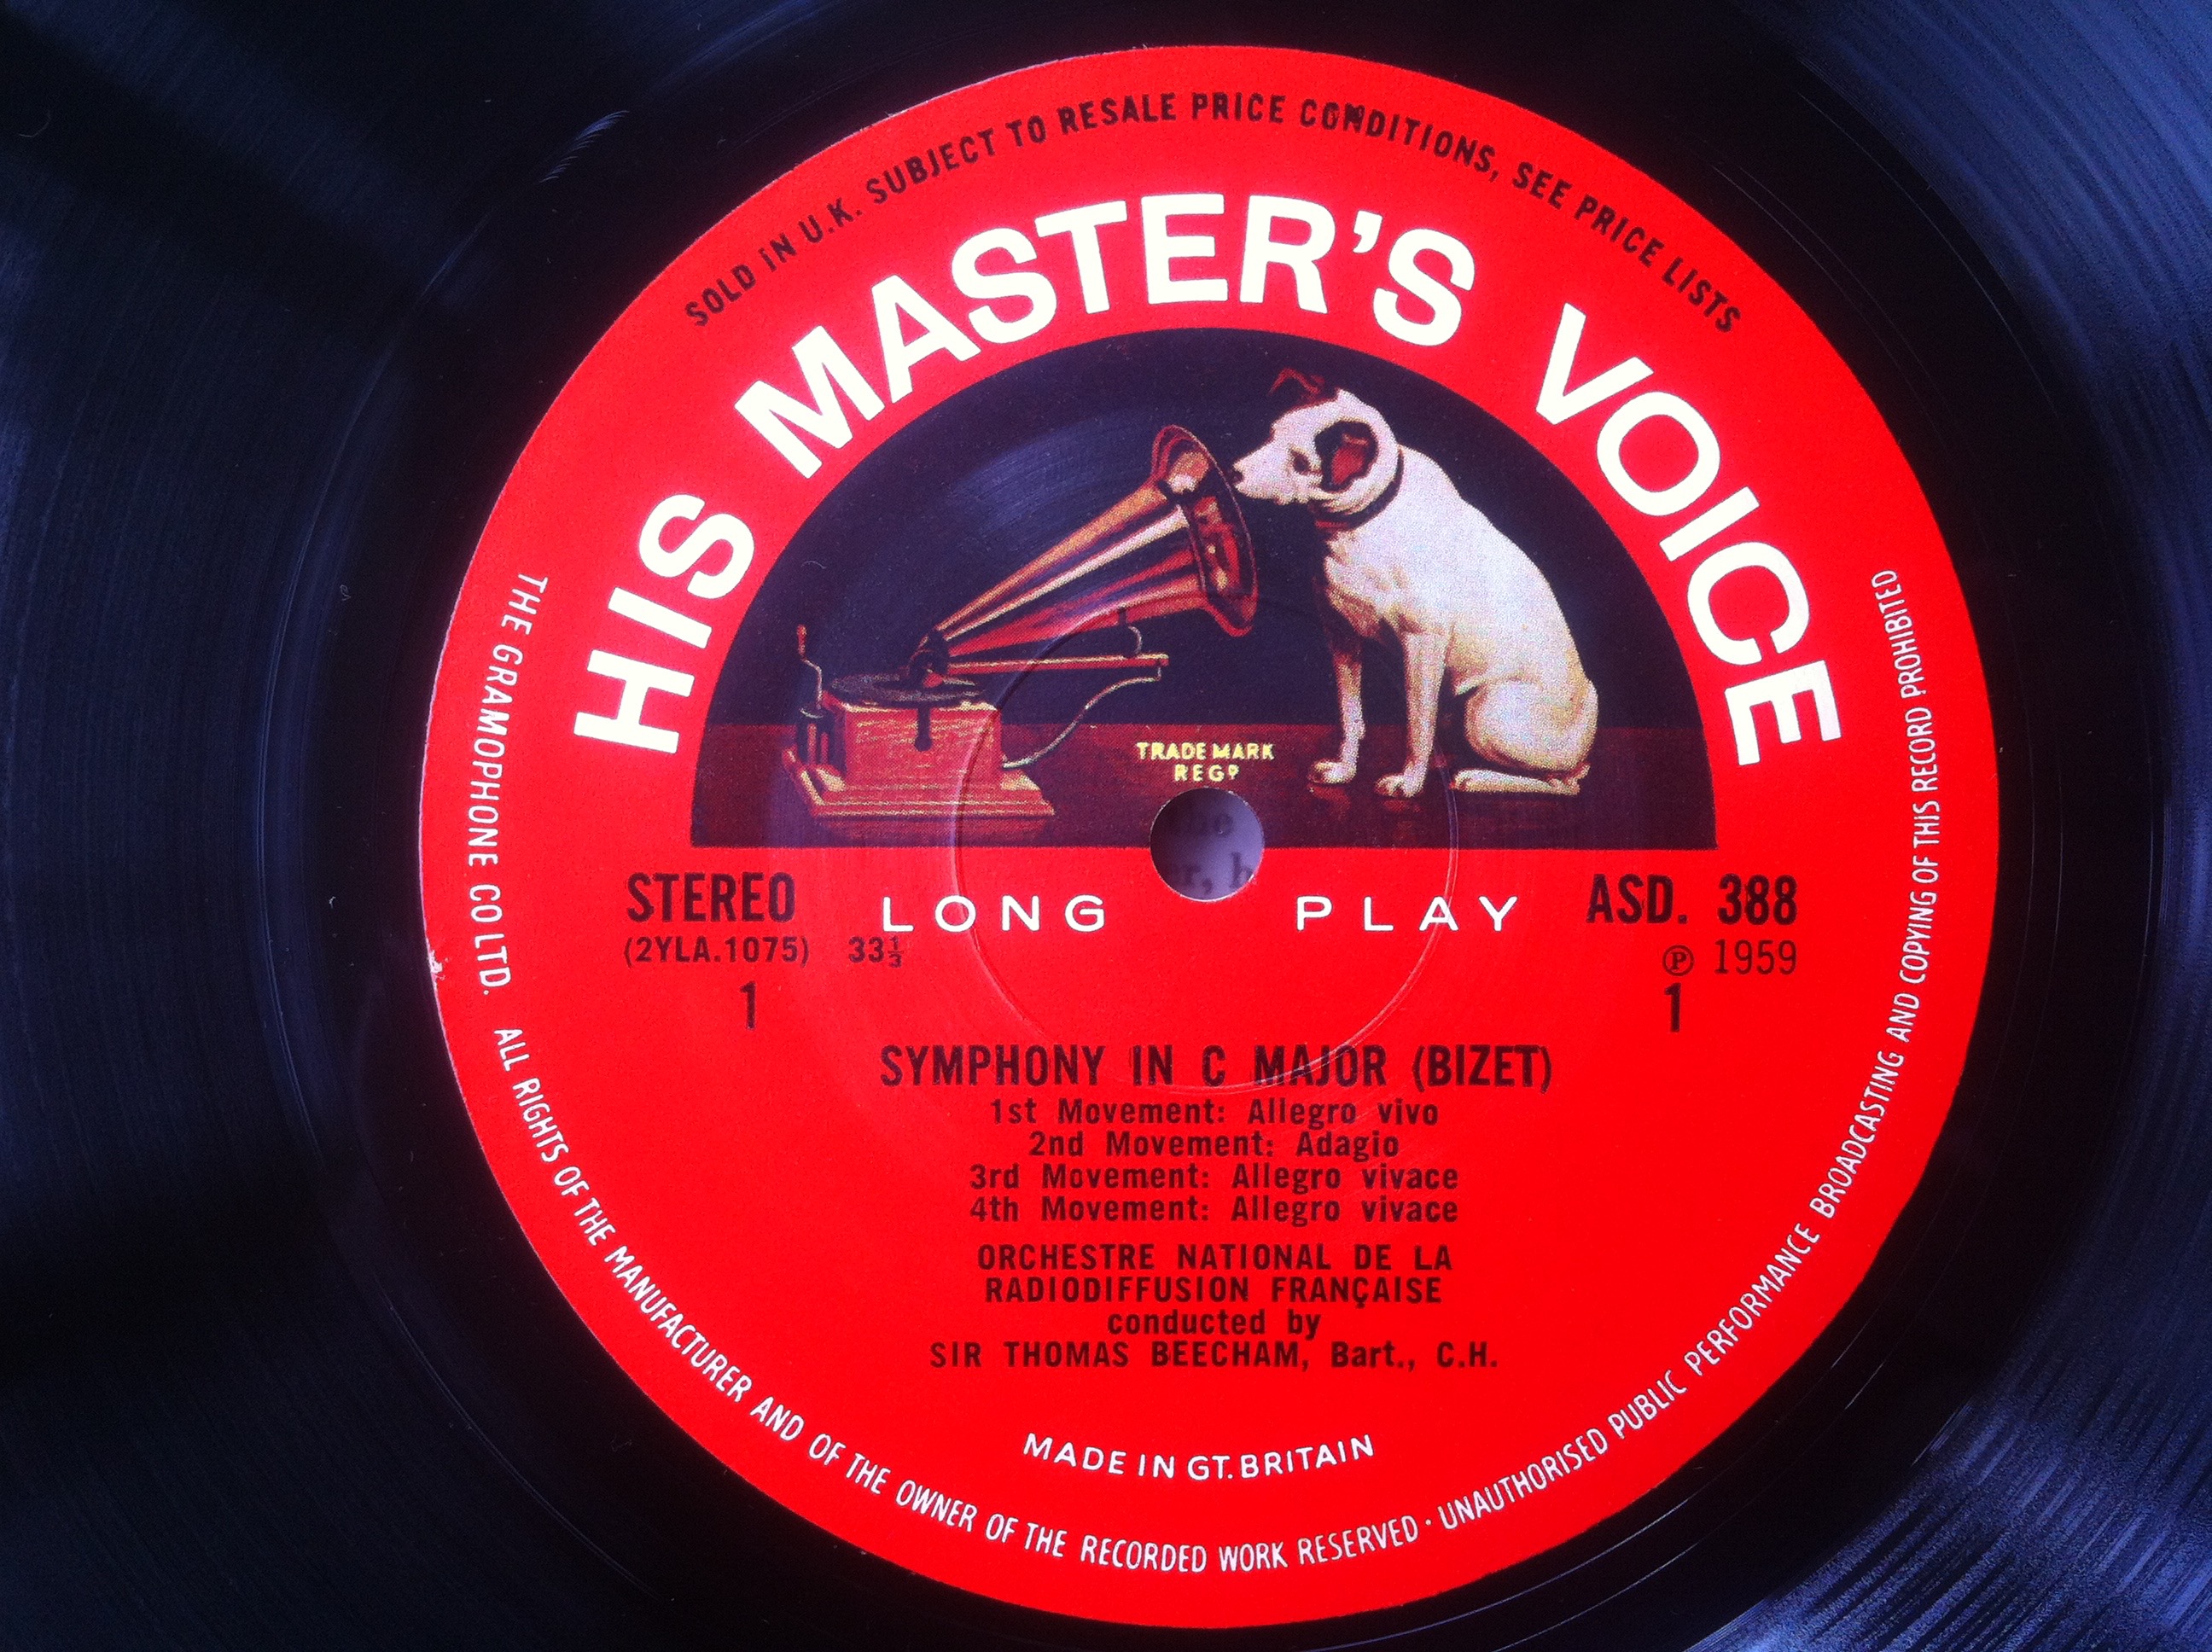 SOLD IN U.K. SUBJECT TO RESALE PRICE CONDITIONS, SEE PRICE LISTS
HIS MASTER'S VOICE
TRADE MARK
REGD
STEREO
LONG PLAY
ASD. 388
(2YLA.1075)
33⅓
℗ 1959
1
1
SYMPHONY IN C MAJOR (BIZET)
1st Movement: Allegro vivo
2nd Movement: Adagio
3rd Movement: Allegro vivace
4th Movement: Allegro vivace
ORCHESTRE NATIONAL DE LA
RADIODIFFUSION FRANÇAISE
conducted by
SIR THOMAS BEECHAM, Bart., C.H.
MADE IN GT. BRITAIN
THE GRAMOPHONE CO LTD. ALL RIGHTS OF THE MANUFACTURER AND OF THE OWNER OF THE RECORDED WORK RESERVED · UNAUTHORISED PUBLIC PERFORMANCE BROADCASTING AND COPYING OF THIS RECORD PROHIBITED